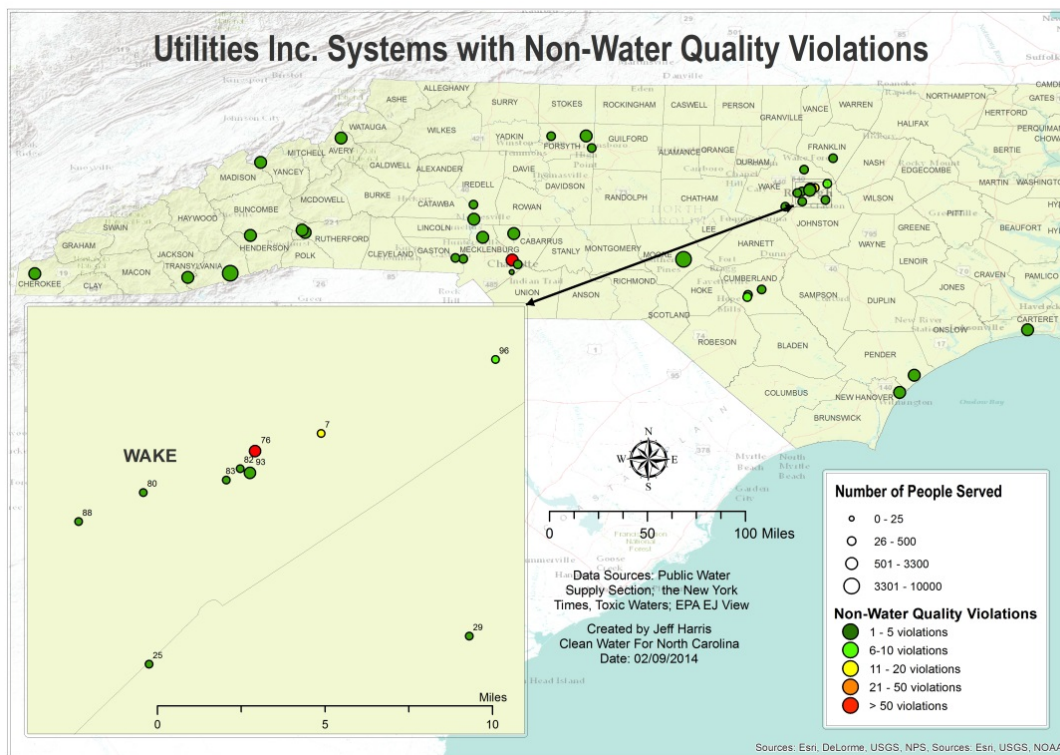 Utilities Inc. Systems with Non-Water Quality Violations
ALLEGHANY
ASHE
SURRY
STOKES
ROCKINGHAM
CASWELL
PERSON
GRANVILLE
VANCE
WARREN
NORTHAMPTON
GATES
HERTFORD
HALIFAX
BERTIE
WATAUGA
WILKES
YADKIN
FORSYTH
GUILFORD
ALAMANCE
ORANGE
DURHAM
FRANKLIN
NASH
EDGECOMBE
MARTIN
MITCHELL
AVERY
CALDWELL
ALEXANDER
IREDELL
DAVIE
DAVIDSON
MADISON
YANCEY
BURKE
CATAWBA
ROWAN
RANDOLPH
CHATHAM
WAKE
WILSON
BUNCOMBE
MCDOWELL
HAYWOOD
SWAIN
LINCOLN
LEE
JOHNSTON
GREENE
BEAUFORT
GRAHAM
JACKSON
HENDERSON
RUTHERFORD
POLK
CLEVELAND
GASTON
MECKLENBURG
CABARRUS
STANLY
MONTGOMERY
HARNETT
WAYNE
LENOIR
CRAVEN
PAMLICO
CHEROKEE
CLAY
MACON
TRANSYLVANIA
UNION
ANSON
RICHMOND
HOKE
CUMBERLAND
SAMPSON
DUPLIN
JONES
SCOTLAND
CARTERET
ONSLOW
ROBESON
BLADEN
PENDER
COLUMBUS
NEW HANOVER
BRUNSWICK
96
7
WAKE
76
82
93
83
80
88
29
25
Miles
0 5 10
N
W E
S
0 50 100 Miles
Data Sources: Public Water
Supply Section; the New York
Times, Toxic Waters; EPA EJ View
Created by Jeff Harris
Clean Water For North Carolina
Date: 02/09/2014
Number of People Served
0 - 25
26 - 500
501 - 3300
3301 - 10000
Non-Water Quality Violations
1 - 5 violations
6-10 violations
11 - 20 violations
21 - 50 violations
> 50 violations
Sources: Esri, DeLorme, USGS, NPS, Sources: Esri, USGS, NOAA